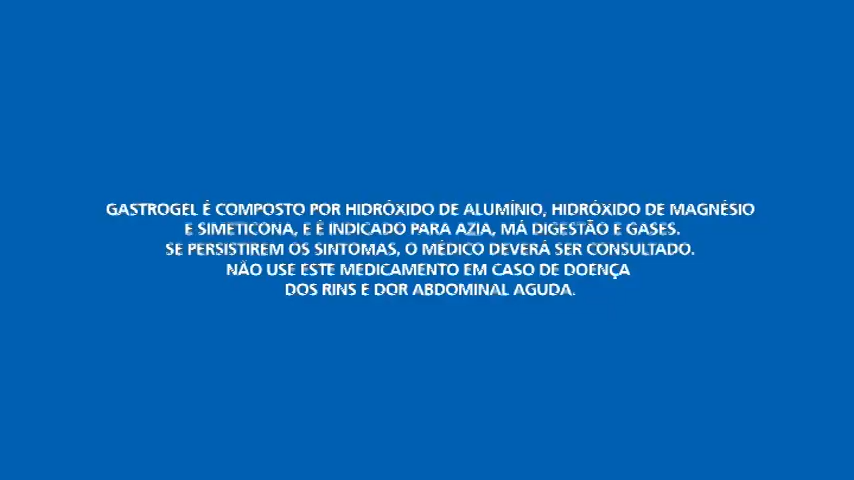 GASTROGEL É COMPOSTO POR HIDRÓXIDO DE ALUMÍNIO, HIDRÓXIDO DE MAGNÉSIO
E SIMETICONA, E É INDICADO PARA AZIA, MÁ DIGESTÃO E GASES.
SE PERSISTIREM OS SINTOMAS, O MÉDICO DEVERÁ SER CONSULTADO.
NÃO USE ESTE MEDICAMENTO EM CASO DE DOENÇA
DOS RINS E DOR ABDOMINAL AGUDA.